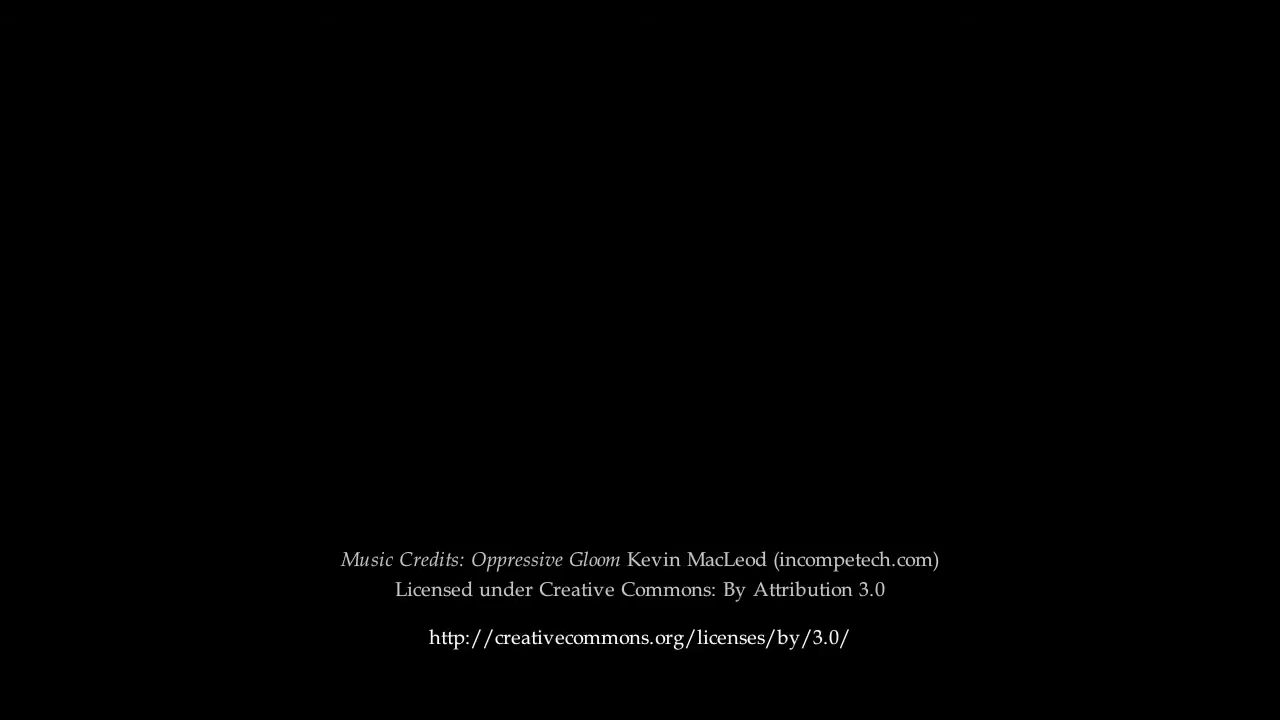 Music Credits: Oppressive Gloom Kevin MacLeod (incompetech.com)
Licensed under Creative Commons: By Attribution 3.0
http://creativecommons.org/licenses/by/3.0/